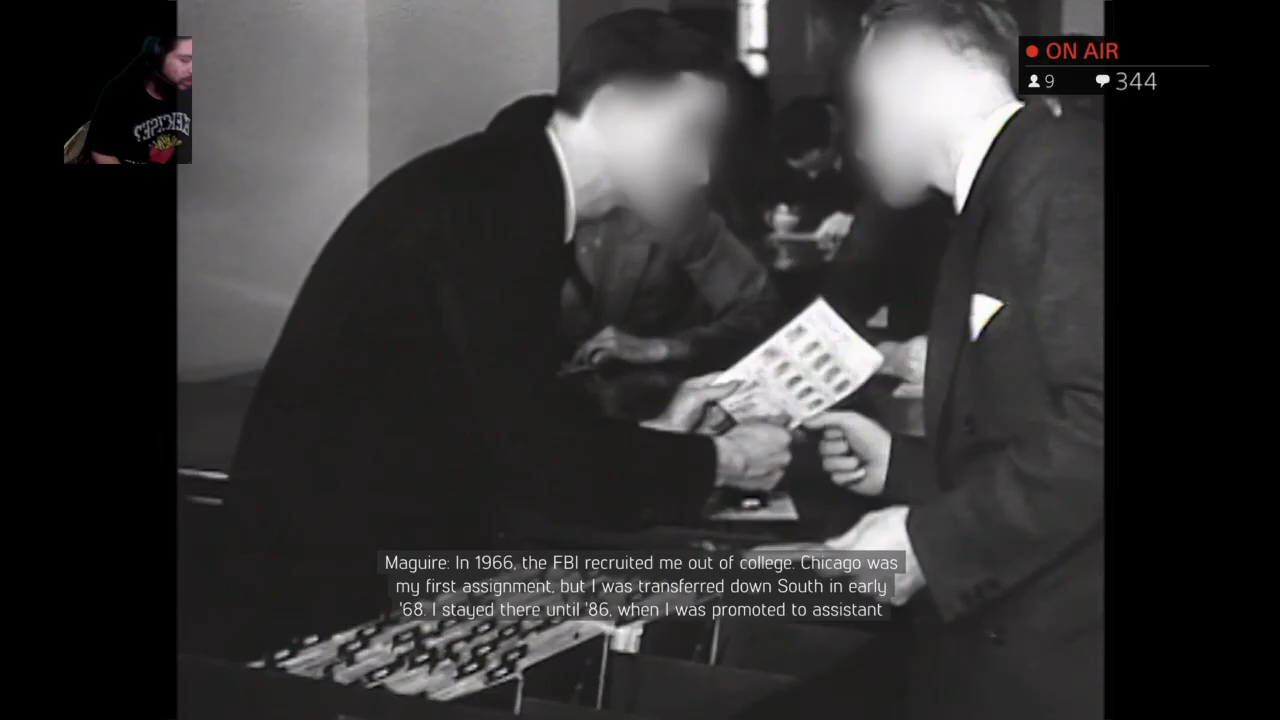 ON AIR
9 344
Maguire: In 1966, the FBI recruited me out of college. Chicago was
my first assignment, but I was transferred down South in early
'68. I stayed there until '86, when I was promoted to assistant